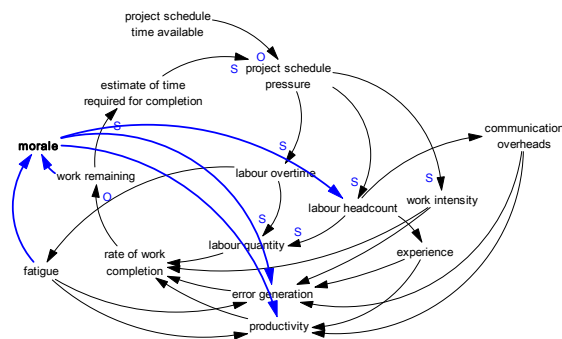 project schedule
time available
O
S
project schedule
pressure
estimate of time
required for completion
S
morale
work remaining
S
labour overtime
communication
overheads
S
S
labour headcount
work intensity
O
S
labour quantity
S
rate of work
completion
experience
fatigue
error generation
productivity